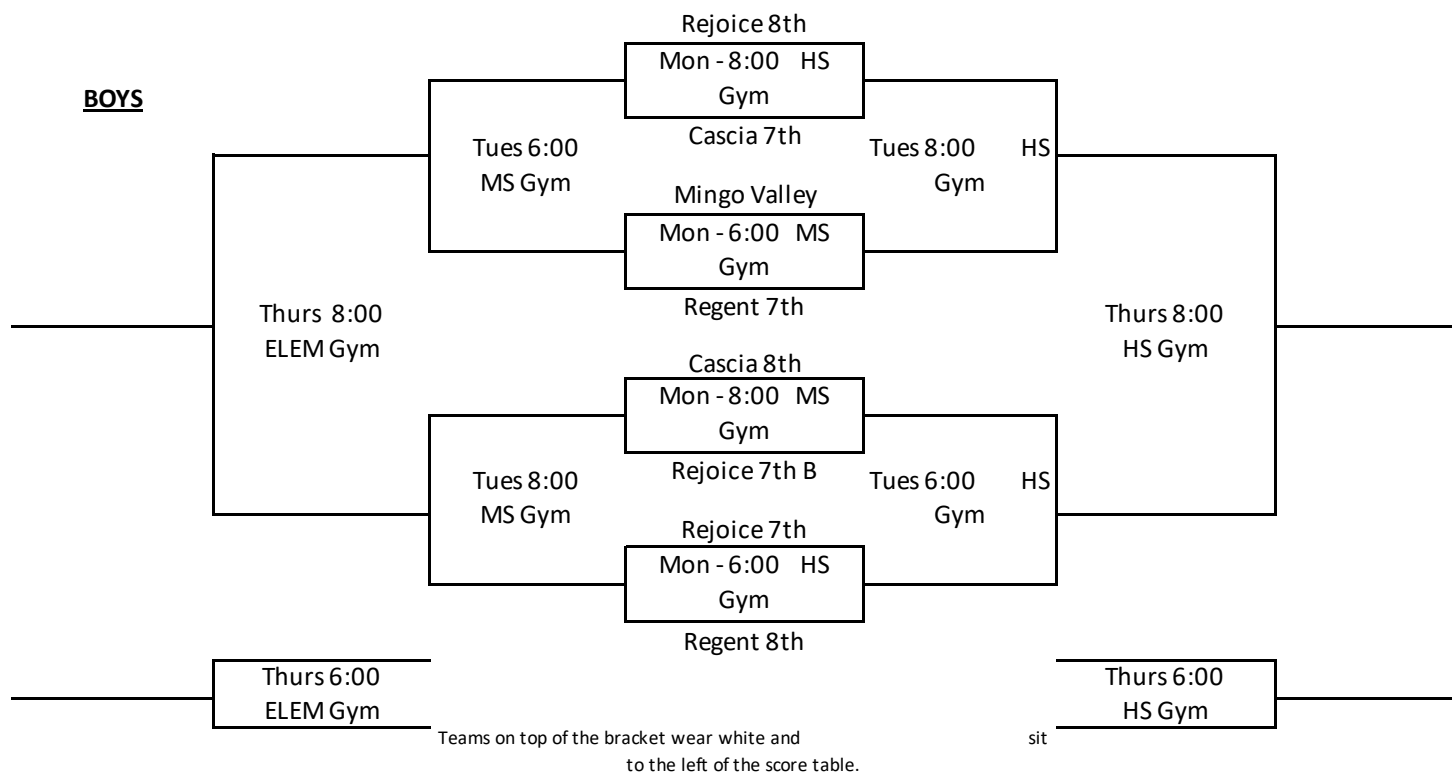 Rejoice 8th
Mon - 8:00 HS
Gym
BOYS
Cascia 7th
Tues 6:00
MS Gym
Tues 8:00 HS
Gym
Mingo Valley
Mon - 6:00 MS
Gym
Regent 7th
Thurs 8:00
ELEM Gym
Thurs 8:00
HS Gym
Cascia 8th
Mon - 8:00 MS
Gym
Rejoice 7th B
Tues 8:00
MS Gym
Tues 6:00 HS
Gym
Rejoice 7th
Mon - 6:00 HS
Gym
Regent 8th
Thurs 6:00
ELEM Gym
Thurs 6:00
HS Gym
Teams on top of the bracket wear white and sit
to the left of the score table.